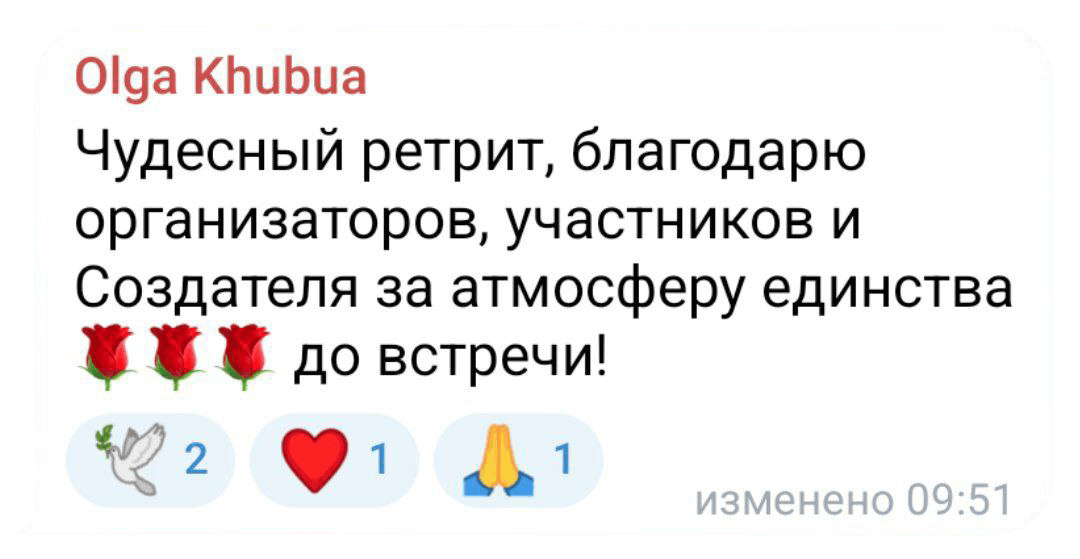 Olga Khubua
Чудесный ретрит, благодарю
организаторов, участников и
Создателя за атмосферу единства
🌹🌹🌹 до встречи!
🕊 2 ❤️ 1 🙏 1
изменено 09:51